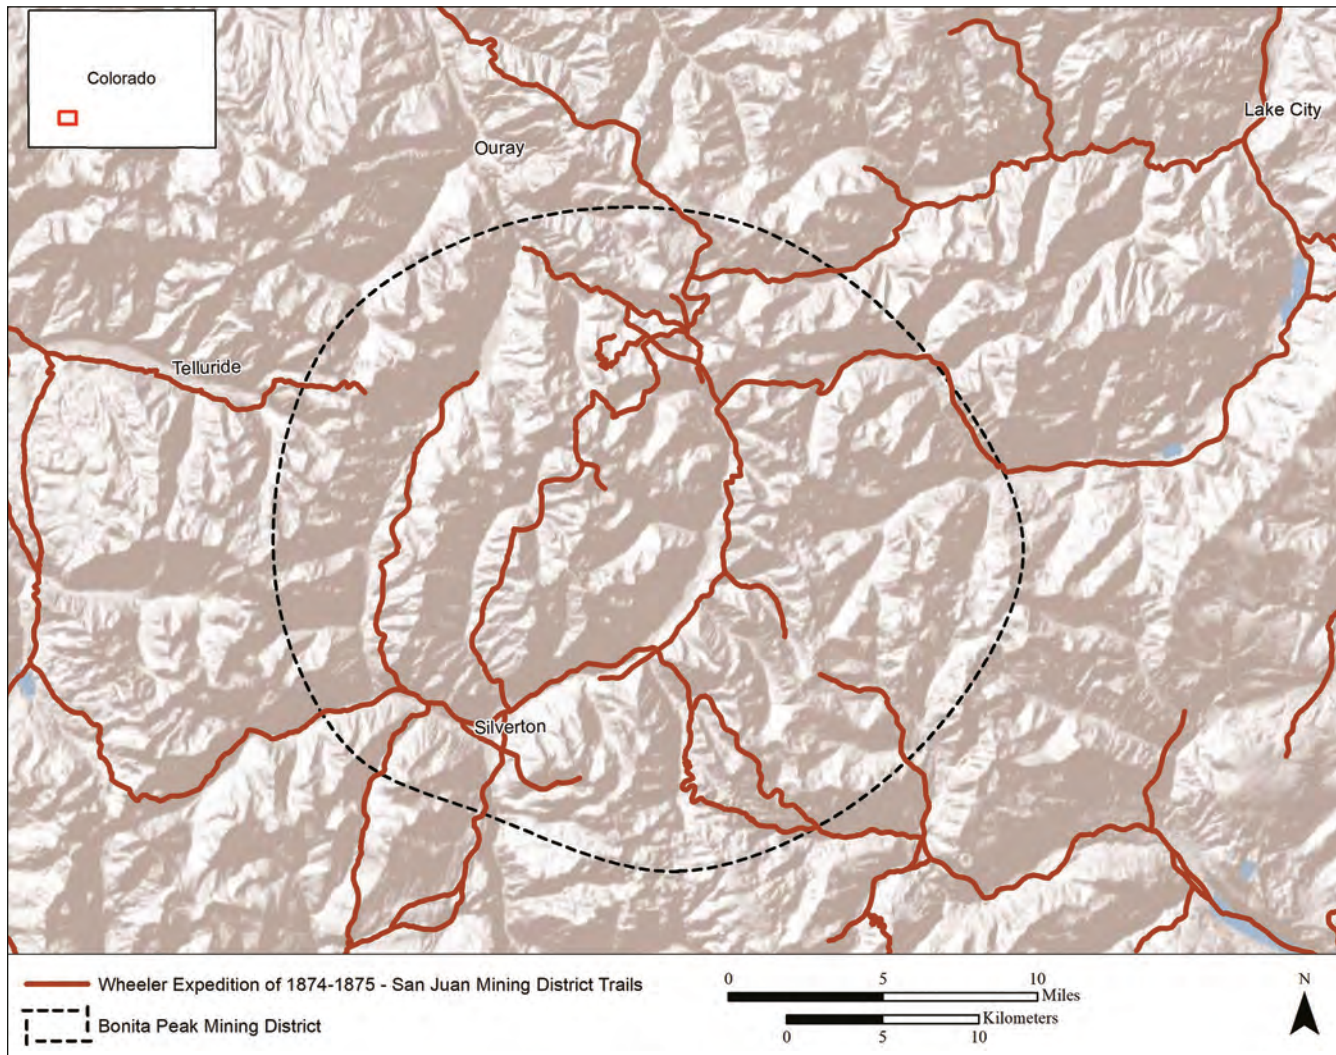 Colorado
Lake City
Ouray
Telluride
Silverton
Wheeler Expedition of 1874-1875 - San Juan Mining District Trails
Bonita Peak Mining District
0 5 10
Miles
Kilometers
0 5 10
N